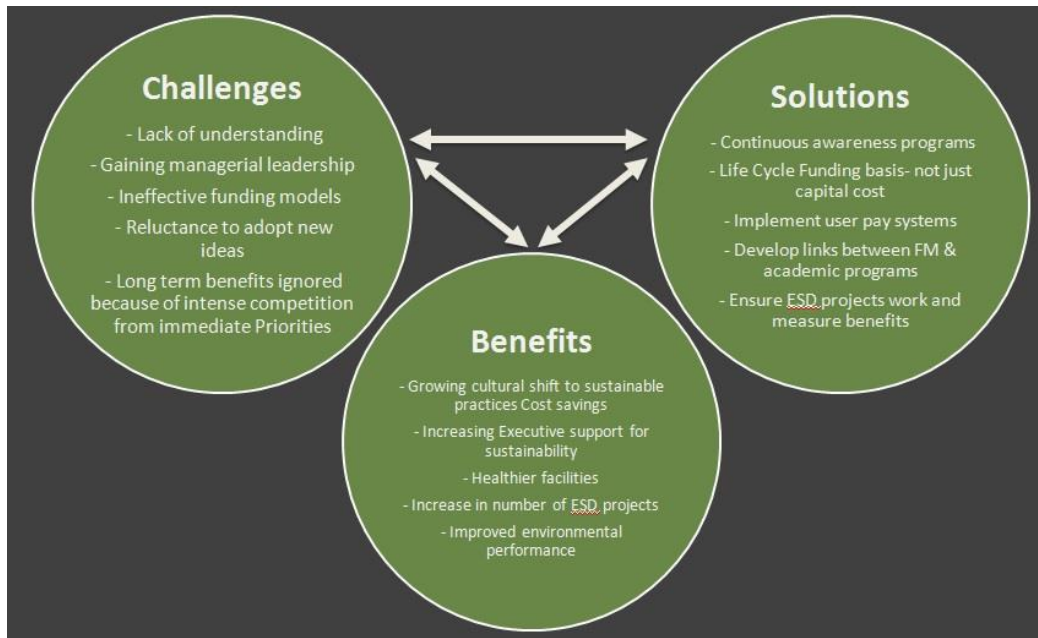 Challenges
- Lack of understanding
- Gaining managerial leadership
- Ineffective funding models
- Reluctance to adopt new
ideas
- Long term benefits ignored
because of intense competition
from immediate Priorities
Solutions
- Continuous awareness programs
- Life Cycle Funding basis- not just
capital cost
- Implement user pay systems
- Develop links between FM &
academic programs
- Ensure ESD projects work and
measure benefits
Benefits
- Growing cultural shift to sustainable
practices Cost savings
- Increasing Executive support for
sustainability
- Healthier facilities
- Increase in number of ESD projects
- Improved environmental
performance